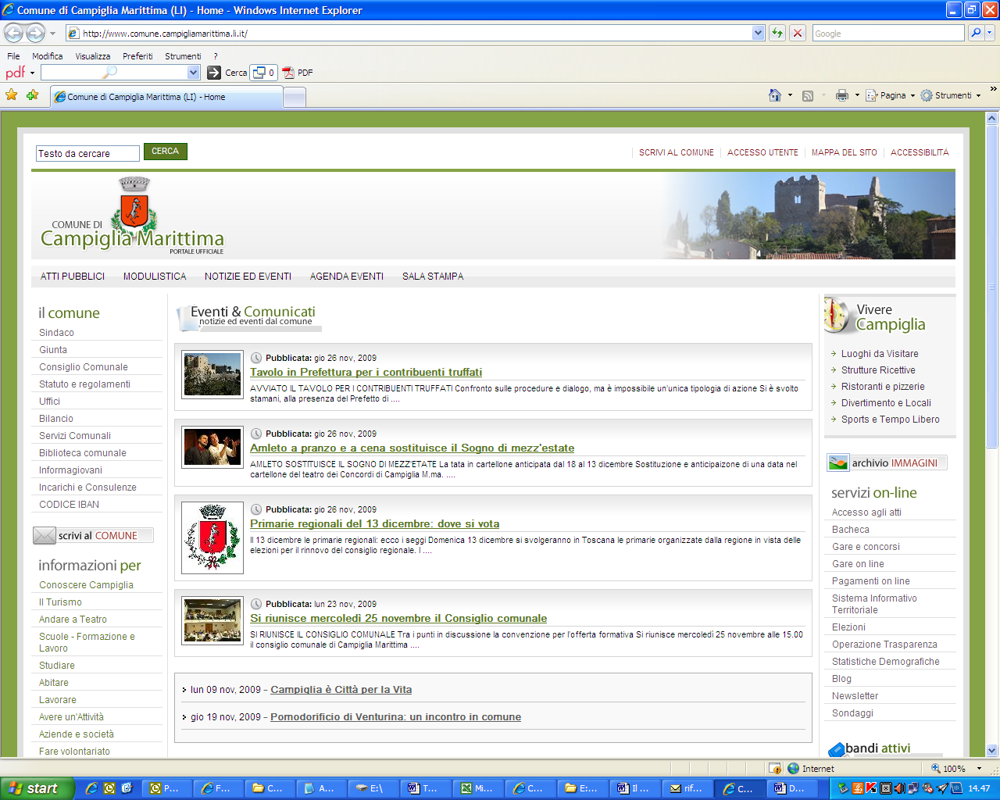 Comune di Campiglia Marittima (LI) - Home - Windows Internet Explorer
http://www.comune.campigliamarittima.li.it/
Google
File Modifica Visualizza Preferiti Strumenti ?
pdf Cerca 0 PDF
Comune di Campiglia Marittima (LI) - Home
Pagina Strumenti »
Testo da cercare CERCA
SCRIVI AL COMUNE ACCESSO UTENTE MAPPA DEL SITO ACCESSIBILITÀ
COMUNE DI
Campiglia Marittima
PORTALE UFFICIALE
ATTI PUBBLICI MODULISTICA NOTIZIE ED EVENTI AGENDA EVENTI SALA STAMPA
il comune
Sindaco
Giunta
Consiglio Comunale
Statuto e regolamenti
Uffici
Bilancio
Servizi Comunali
Biblioteca comunale
Informagiovani
Incarichi e Consulenze
CODICE IBAN
scrivi al COMUNE
informazioni per
Conoscere Campiglia
Il Turismo
Andare a Teatro
Scuole - Formazione e
Lavoro
Studiare
Abitare
Lavorare
Avere un'Attività
Aziende e società
Fare volontariato
Eventi & Comunicati
notizie ed eventi dal comune
Pubblicata: gio 26 nov, 2009
Tavolo in Prefettura per i contribuenti truffati
AVVIATO IL TAVOLO PER I CONTRIBUENTI TRUFFATI Confronto sulle procedure e dialogo, ma è impossibile un'unica tipologia di azione Si è svolto
stamani, alla presenza del Prefetto di ....
Pubblicata: gio 26 nov, 2009
Amleto a pranzo e a cena sostituisce il Sogno di mezz'estate
AMLETO SOSTITUISCE IL SOGNO DI MEZZ'ETATE La tata in cartellone anticipata dal 18 al 13 dicembre Sostituzione e anticipaizone di una data nel
cartellone del teatro dei Concordi di Campiglia M.ma. ....
Pubblicata: gio 26 nov, 2009
Primarie regionali del 13 dicembre: dove si vota
Il 13 dicembre le primarie regionali: ecco i seggi Domenica 13 dicembre si svolgeranno in Toscana le primarie organizzate dalla regione in vista delle
elezioni per il rinnovo del consiglio regionale. I ....
Pubblicata: lun 23 nov, 2009
Si riunisce mercoledì 25 novembre il Consiglio comunale
SI RIUNISCE IL CONSIGLIO COMUNALE Tra i punti in discussione la convenzione per l'offerta formativa Si riunisce mercoledì 25 novembre alle 15.00
il consiglio comunale di Campiglia Marittima ....
lun 09 nov, 2009 - Campiglia è Città per la Vita
gio 19 nov, 2009 - Pomodorificio di Venturina: un incontro in comune
Vivere
Campiglia
Luoghi da Visitare
Strutture Ricettive
Ristoranti e pizzerie
Divertimento e Locali
Sports e Tempo Libero
archivio IMMAGINI
servizi on-line
Accesso agli atti
Bacheca
Gare e concorsi
Gare on line
Pagamenti on line
Sistema Informativo
Territoriale
Elezioni
Operazione Trasparenza
Statistiche Demografiche
Blog
Newsletter
Sondaggi
bandi attivi
Internet 100%
start P... F... C... A... E:\ T... Mi... C... E:... Il ... rif... C... D... 14.47